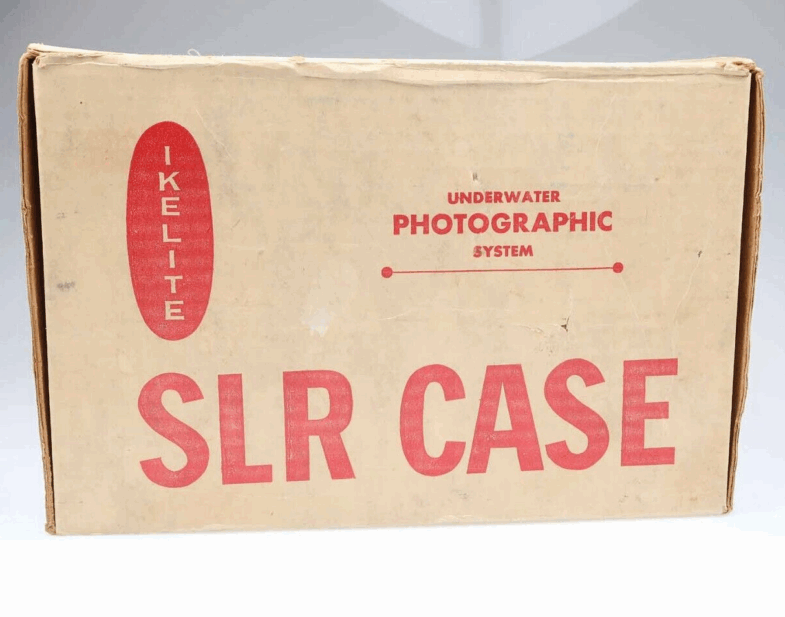 IKELITE
UNDERWATER
PHOTOGRAPHIC
SYSTEM
SLR CASE